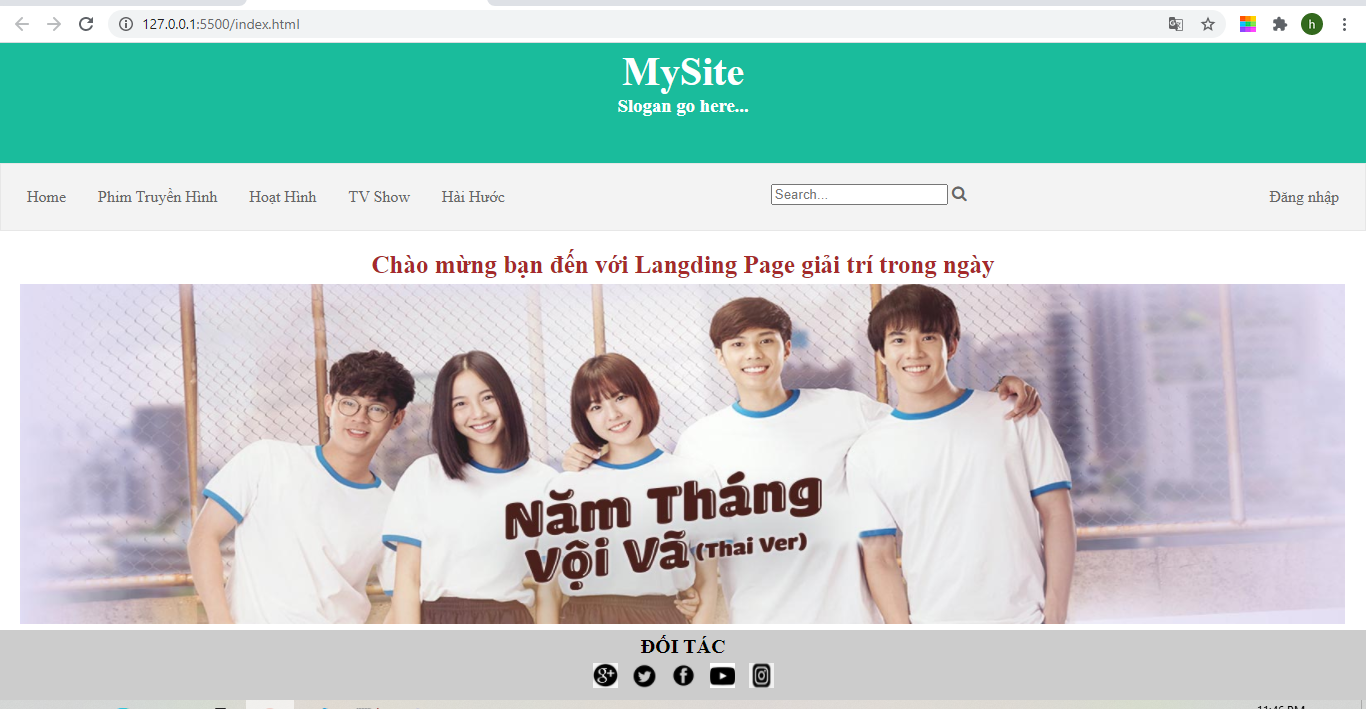 127.0.0.1:5500/index.html
h
MySite
Slogan go here...
Home Phim Truyền Hình Hoạt Hình TV Show Hài Hước Search... Đăng nhập
Chào mừng bạn đến với Langding Page giải trí trong ngày
Năm Tháng
Vội Vã (Thai Ver)
ĐỐI TÁC
g+